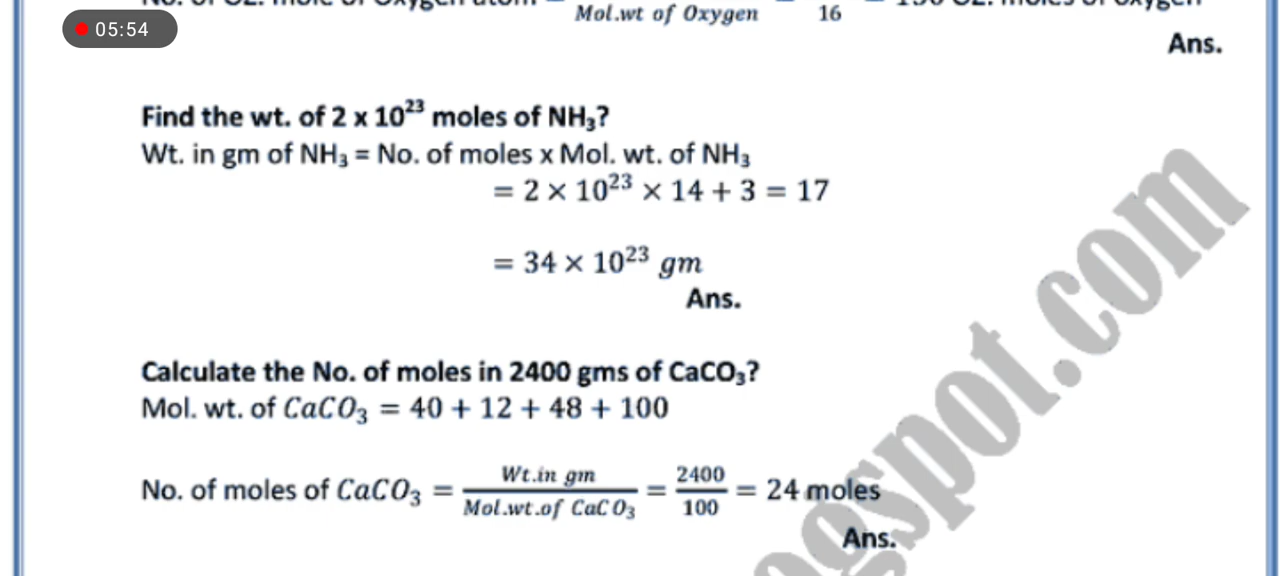 Mol.wt of Oxygen 16
05:54
Ans.
Find the wt. of 2 x 10²³ moles of NH₃?
Wt. in gm of NH₃ = No. of moles x Mol. wt. of NH₃
= 2 × 10²³ × 14 + 3 = 17
= 34 × 10²³ gm
Ans.
Calculate the No. of moles in 2400 gms of CaCO₃?
Mol. wt. of CaCO₃ = 40 + 12 + 48 + 100
No. of moles of CaCO₃ = Wt.in gm / Mol.wt.of CaCO₃ = 2400 / 100 = 24 moles
Ans.
gspot.com